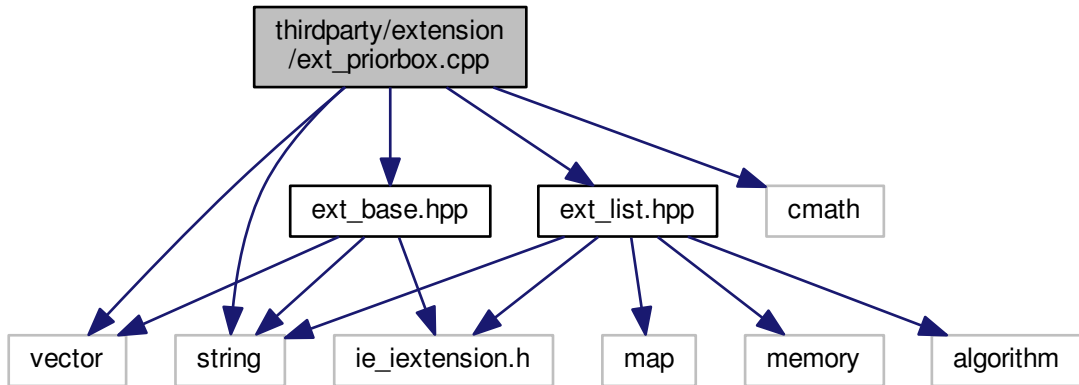 thirdparty/extension
/ext_priorbox.cpp
ext_base.hpp
ext_list.hpp
cmath
vector
string
ie_iextension.h
map
memory
algorithm